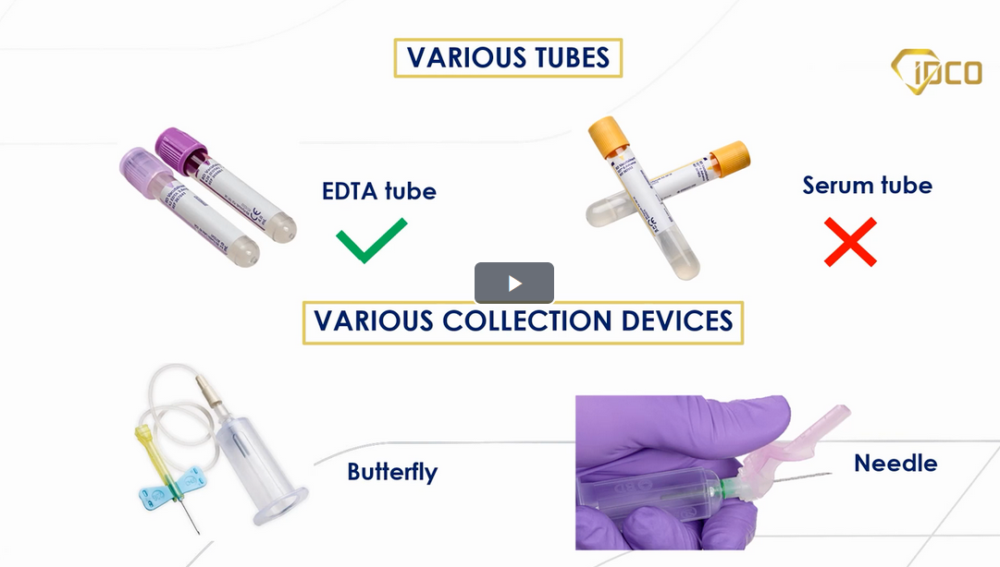 VARIOUS TUBES
iDCO
EDTA tube
Serum tube
VARIOUS COLLECTION DEVICES
Butterfly
Needle